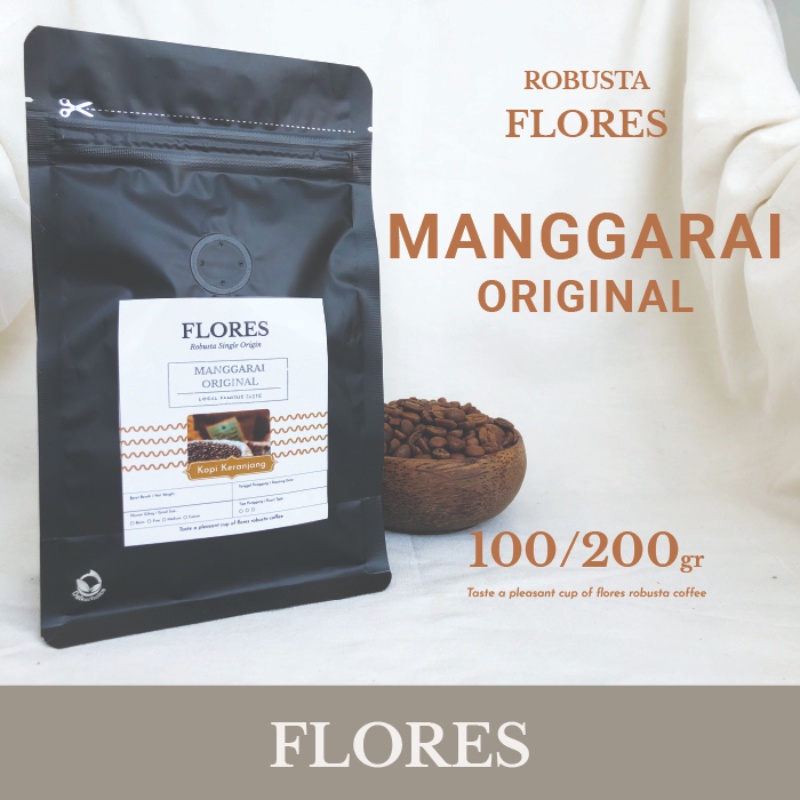 ROBUSTA
FLORES
MANGGARAI
ORIGINAL
FLORES
Robusta Single Origin
MANGGARAI
ORIGINAL
Kopi Keranjang
Taste a pleasant cup of flores robusta coffee
100/200gr
Taste a pleasant cup of flores robusta coffee
FLORES